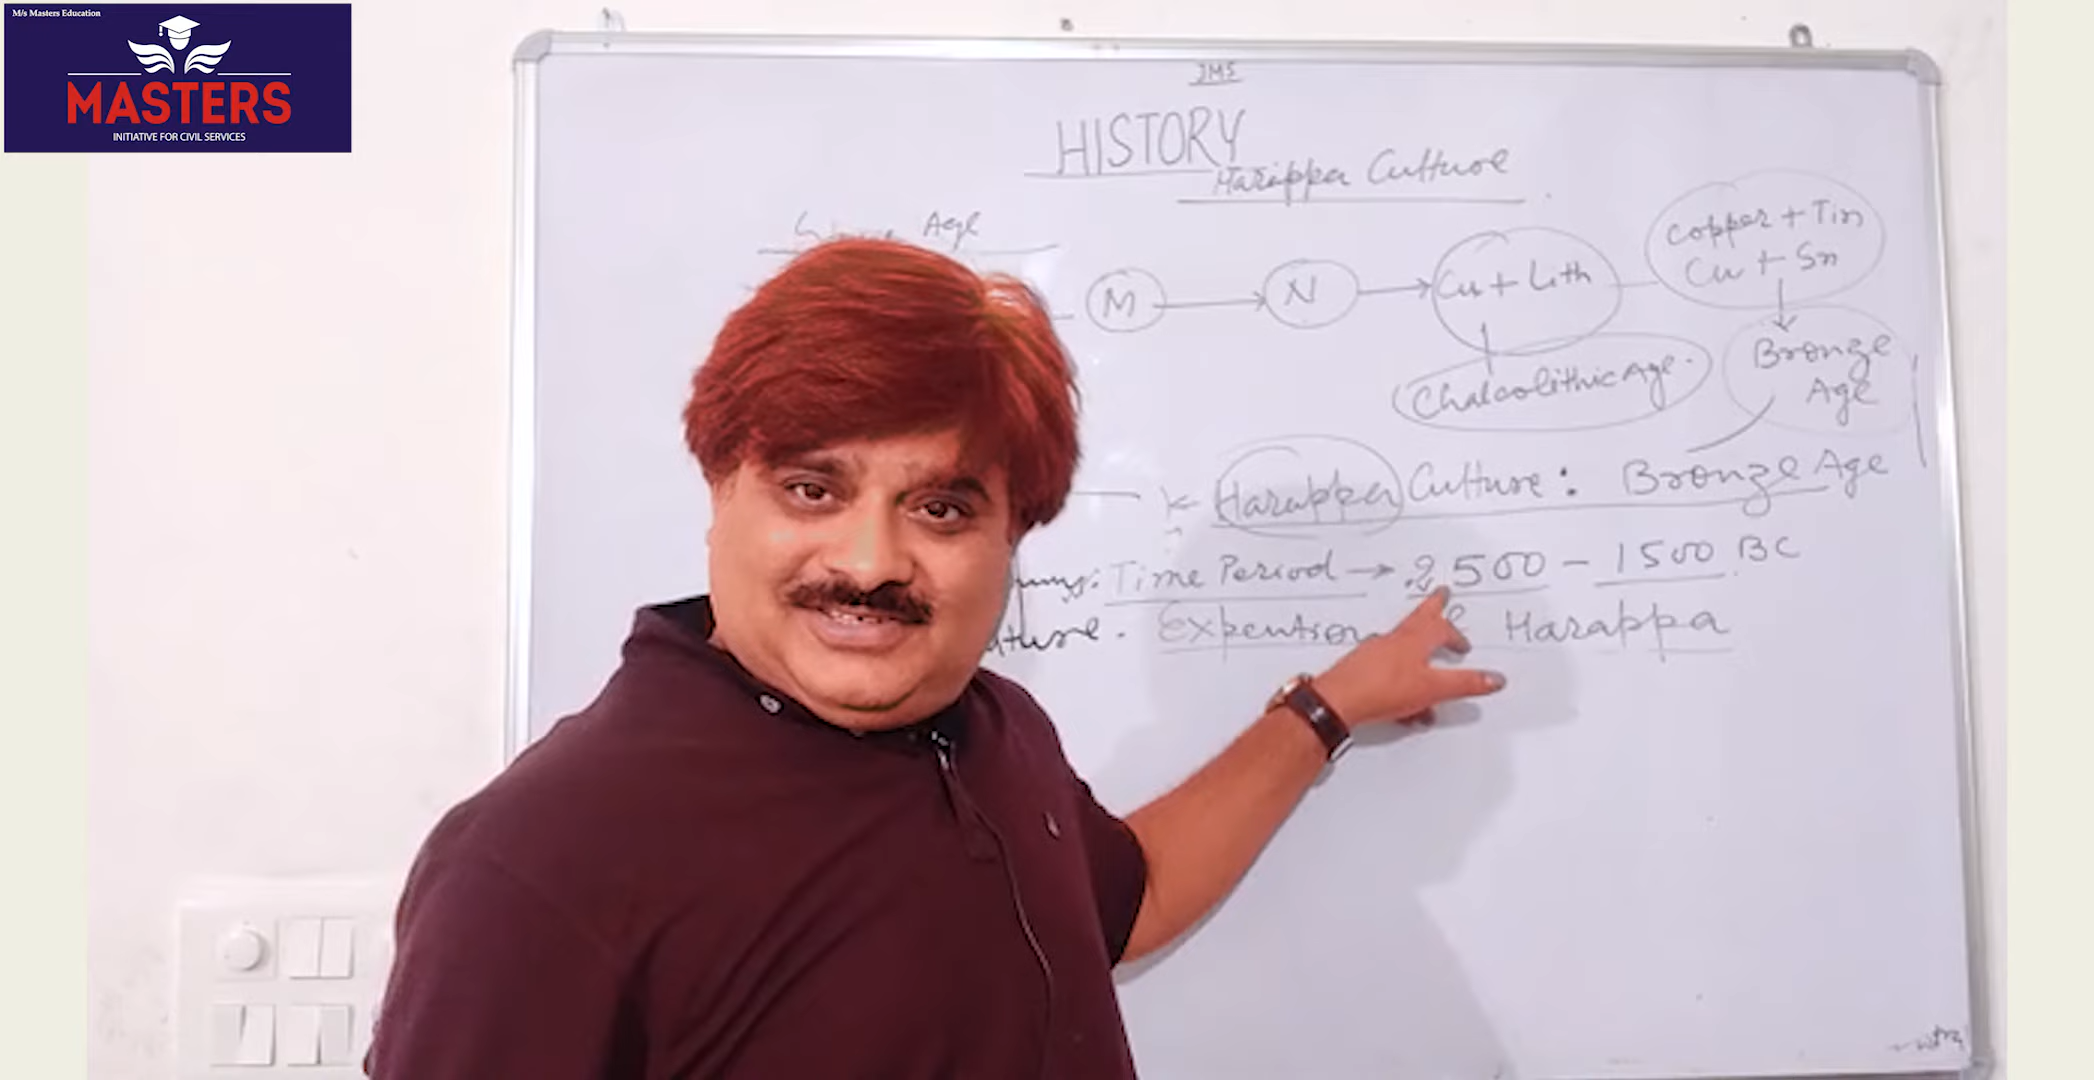 M/s Masters Education
MASTERS
INITIATIVE FOR CIVIL SERVICES
JMS
HISTORY
Harappa Culture
Age
M
N
Cu + Lith
Copper + Tin
Cu + Sn
Chalcolithic Age.
Bronze
Age
Harappa Culture: Bronze Age
Time Period → 2500 - 1500 BC
Harappa